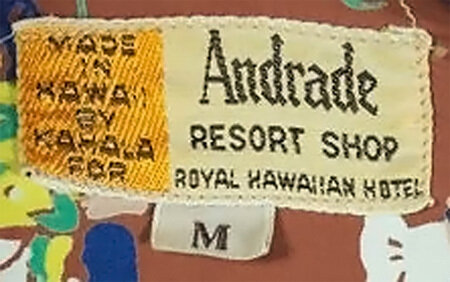 MADE
IN
HAWAII
BY
KAHALA
FOR
Andrade
RESORT SHOP
ROYAL HAWAIIAN HOTEL
M